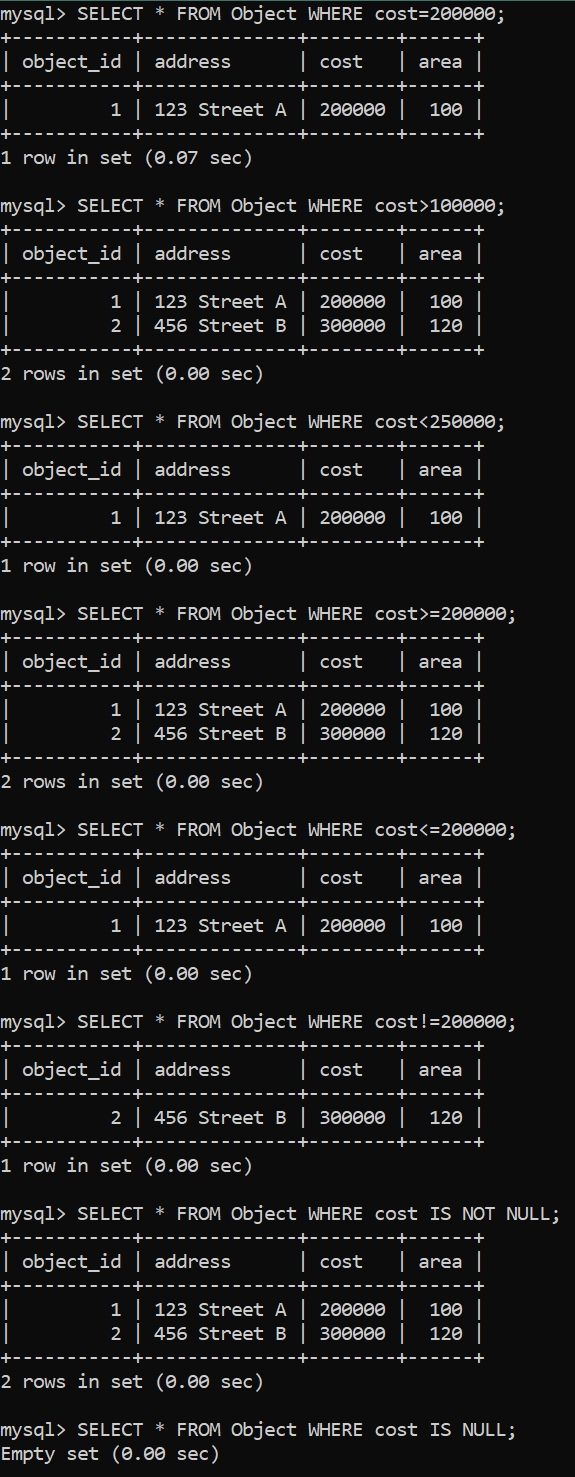 mysql> SELECT * FROM Object WHERE cost=200000;
+-----------+--------------+--------+------+
| object_id | address      | cost   | area |
+-----------+--------------+--------+------+
|         1 | 123 Street A | 200000 |  100 |
+-----------+--------------+--------+------+
1 row in set (0.07 sec)

mysql> SELECT * FROM Object WHERE cost>100000;
+-----------+--------------+--------+------+
| object_id | address      | cost   | area |
+-----------+--------------+--------+------+
|         1 | 123 Street A | 200000 |  100 |
|         2 | 456 Street B | 300000 |  120 |
+-----------+--------------+--------+------+
2 rows in set (0.00 sec)

mysql> SELECT * FROM Object WHERE cost<250000;
+-----------+--------------+--------+------+
| object_id | address      | cost   | area |
+-----------+--------------+--------+------+
|         1 | 123 Street A | 200000 |  100 |
+-----------+--------------+--------+------+
1 row in set (0.00 sec)

mysql> SELECT * FROM Object WHERE cost>=200000;
+-----------+--------------+--------+------+
| object_id | address      | cost   | area |
+-----------+--------------+--------+------+
|         1 | 123 Street A | 200000 |  100 |
|         2 | 456 Street B | 300000 |  120 |
+-----------+--------------+--------+------+
2 rows in set (0.00 sec)

mysql> SELECT * FROM Object WHERE cost<=200000;
+-----------+--------------+--------+------+
| object_id | address      | cost   | area |
+-----------+--------------+--------+------+
|         1 | 123 Street A | 200000 |  100 |
+-----------+--------------+--------+------+
1 row in set (0.00 sec)

mysql> SELECT * FROM Object WHERE cost!=200000;
+-----------+--------------+--------+------+
| object_id | address      | cost   | area |
+-----------+--------------+--------+------+
|         2 | 456 Street B | 300000 |  120 |
+-----------+--------------+--------+------+
1 row in set (0.00 sec)

mysql> SELECT * FROM Object WHERE cost IS NOT NULL;
+-----------+--------------+--------+------+
| object_id | address      | cost   | area |
+-----------+--------------+--------+------+
|         1 | 123 Street A | 200000 |  100 |
|         2 | 456 Street B | 300000 |  120 |
+-----------+--------------+--------+------+
2 rows in set (0.00 sec)

mysql> SELECT * FROM Object WHERE cost IS NULL;
Empty set (0.00 sec)